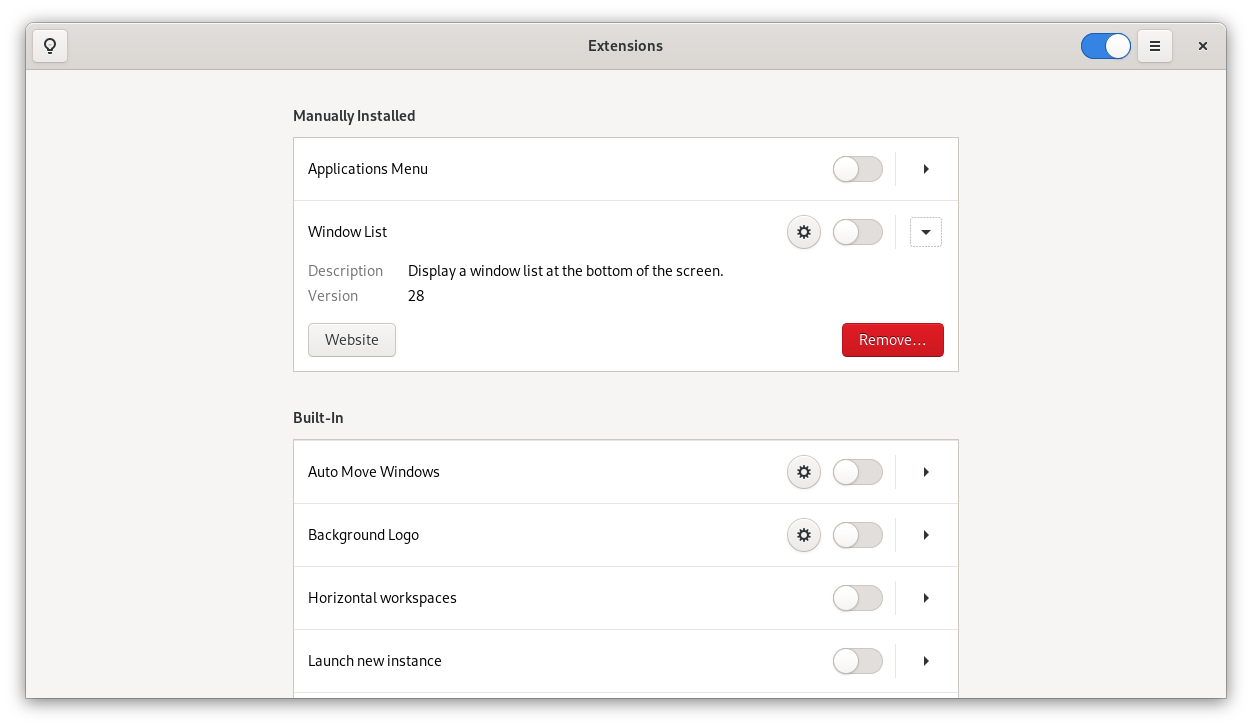 Extensions
Manually Installed
Applications Menu
Window List
Description Display a window list at the bottom of the screen.
Version 28
Website Remove…
Built-In
Auto Move Windows
Background Logo
Horizontal workspaces
Launch new instance